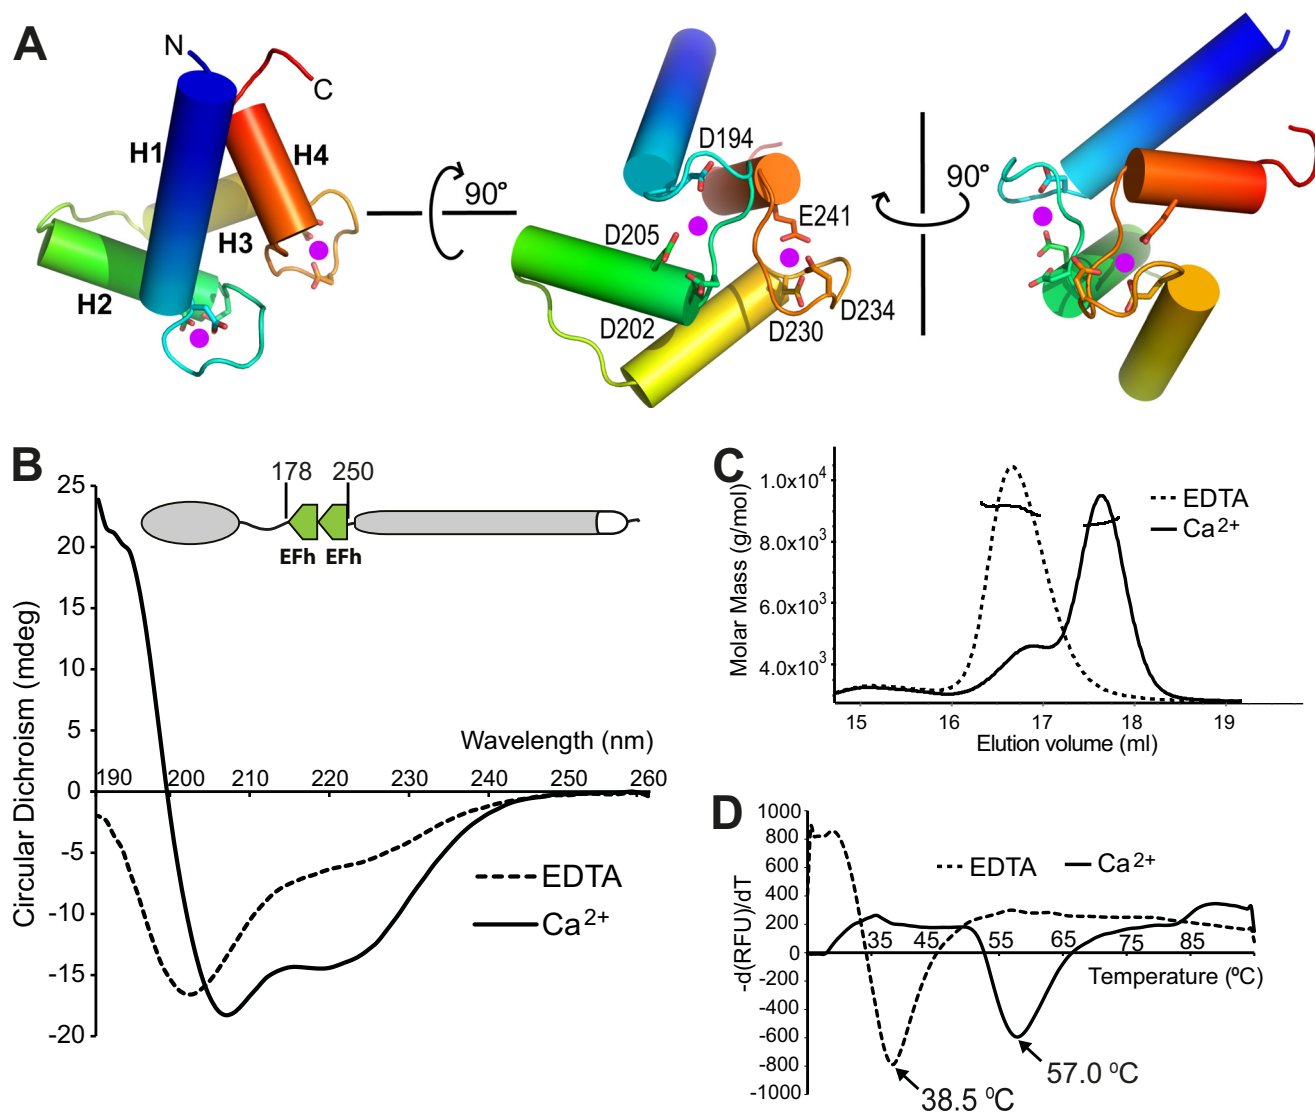 A
N
C
H1
H4
H3
H2
90°
D194
E241
D205
D202
D230
D234
90°
B
178 250
EFh EFh
25
20
15
10
5
0
-5
-10
-15
-20
Circular Dichroism (mdeg)
Wavelength (nm)
190 200 210 220 230 240 250 260
EDTA
Ca2+
C
1.0x10⁴
8.0x10³
6.0x10³
4.0x10³
Molar Mass (g/mol)
EDTA
Ca2+
15 16 17 18 19
Elution volume (ml)
D
1000
800
600
400
200
0
-200
-400
-600
-800
-1000
-d(RFU)/dT
EDTA Ca2+
35 45 55 65 75 85
Temperature (ºC)
57.0 ⁰C
38.5 ⁰C